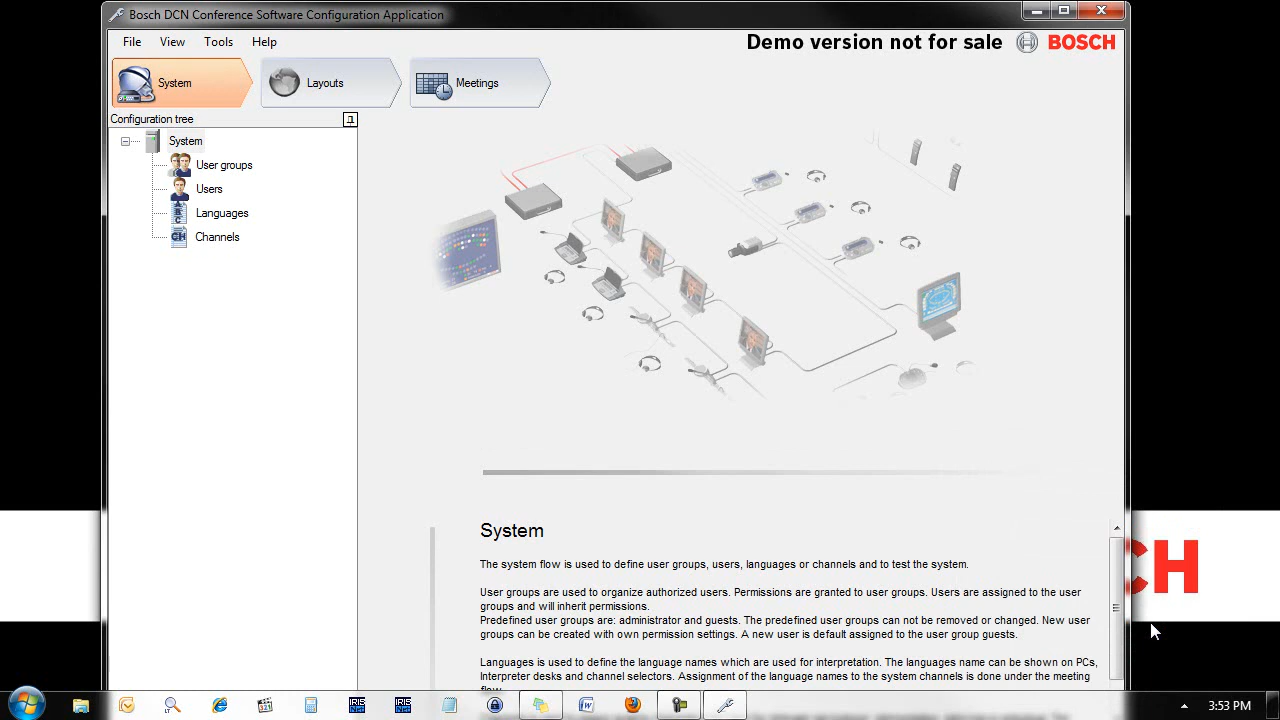 Bosch DCN Conference Software Configuration Application
File View Tools Help
Demo version not for sale BOSCH
System Layouts Meetings
Configuration tree
System
User groups
Users
Languages
Channels
System
The system flow is used to define user groups, users, languages or channels and to test the system.
User groups are used to organize authorized users. Permissions are granted to user groups. Users are assigned to the user
groups and will inherit permissions.
Predefined user groups are: administrator and guests. The predefined user groups can not be removed or changed. New user
groups can be created with own permission settings. A new user is default assigned to the user group guests.
Languages is used to define the language names which are used for interpretation. The languages name can be shown on PCs,
Interpreter desks and channel selectors. Assignment of the language names to the system channels is done under the meeting
flow.
CH
IRIS IRIS
3:53 PM